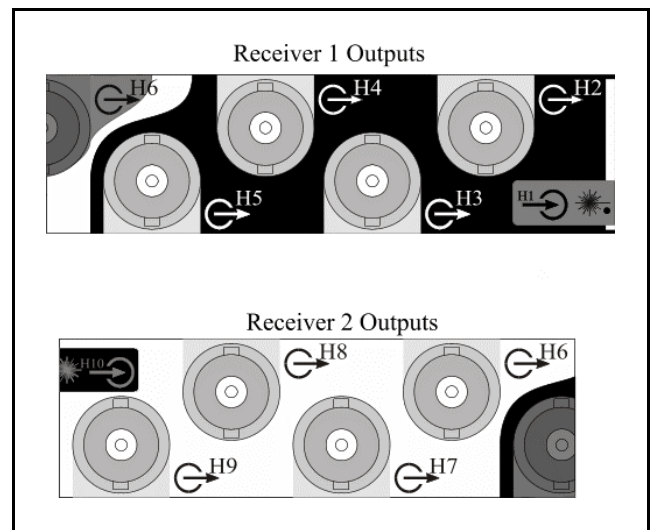 Receiver 1 Outputs
H6
H4
H2
H5
H3
H1
Receiver 2 Outputs
H10
H8
H6
H9
H7